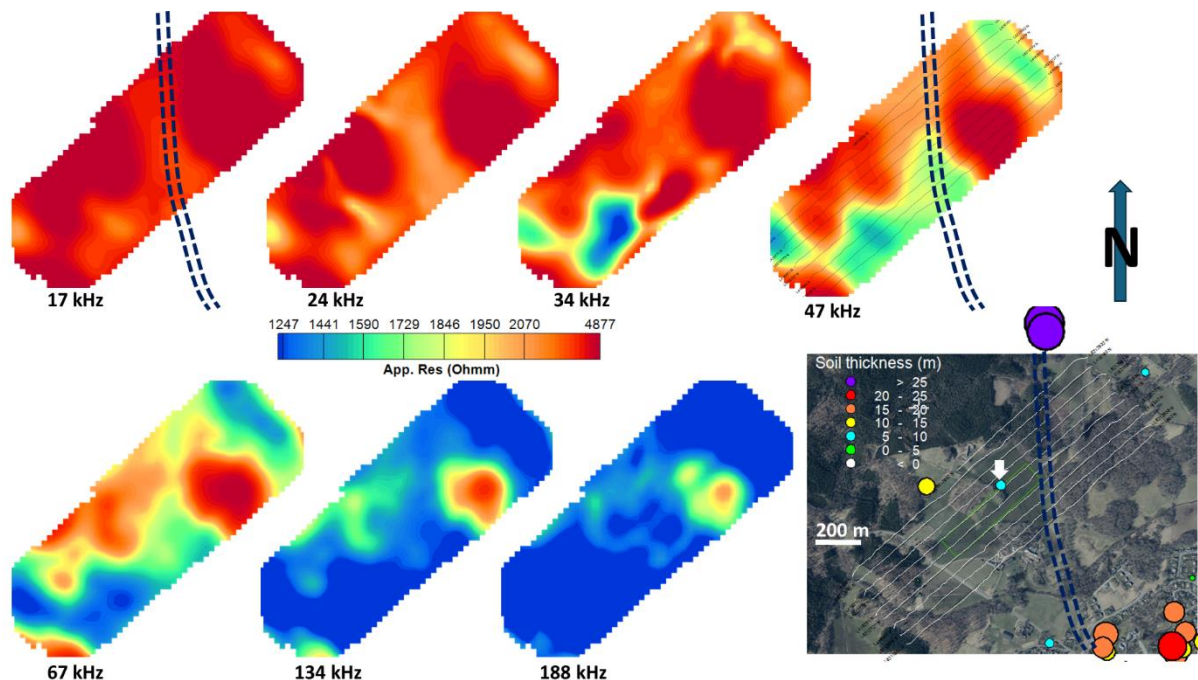 17 kHz
24 kHz
34 kHz
47 kHz
N
1247 1441 1590 1729 1846 1950 2070 4877
App. Res (Ohmm)
Soil thickness (m)
> 25
20 - 25
15 - 20
10 - 15
5 - 10
0 - 5
< 0
200 m
67 kHz
134 kHz
188 kHz